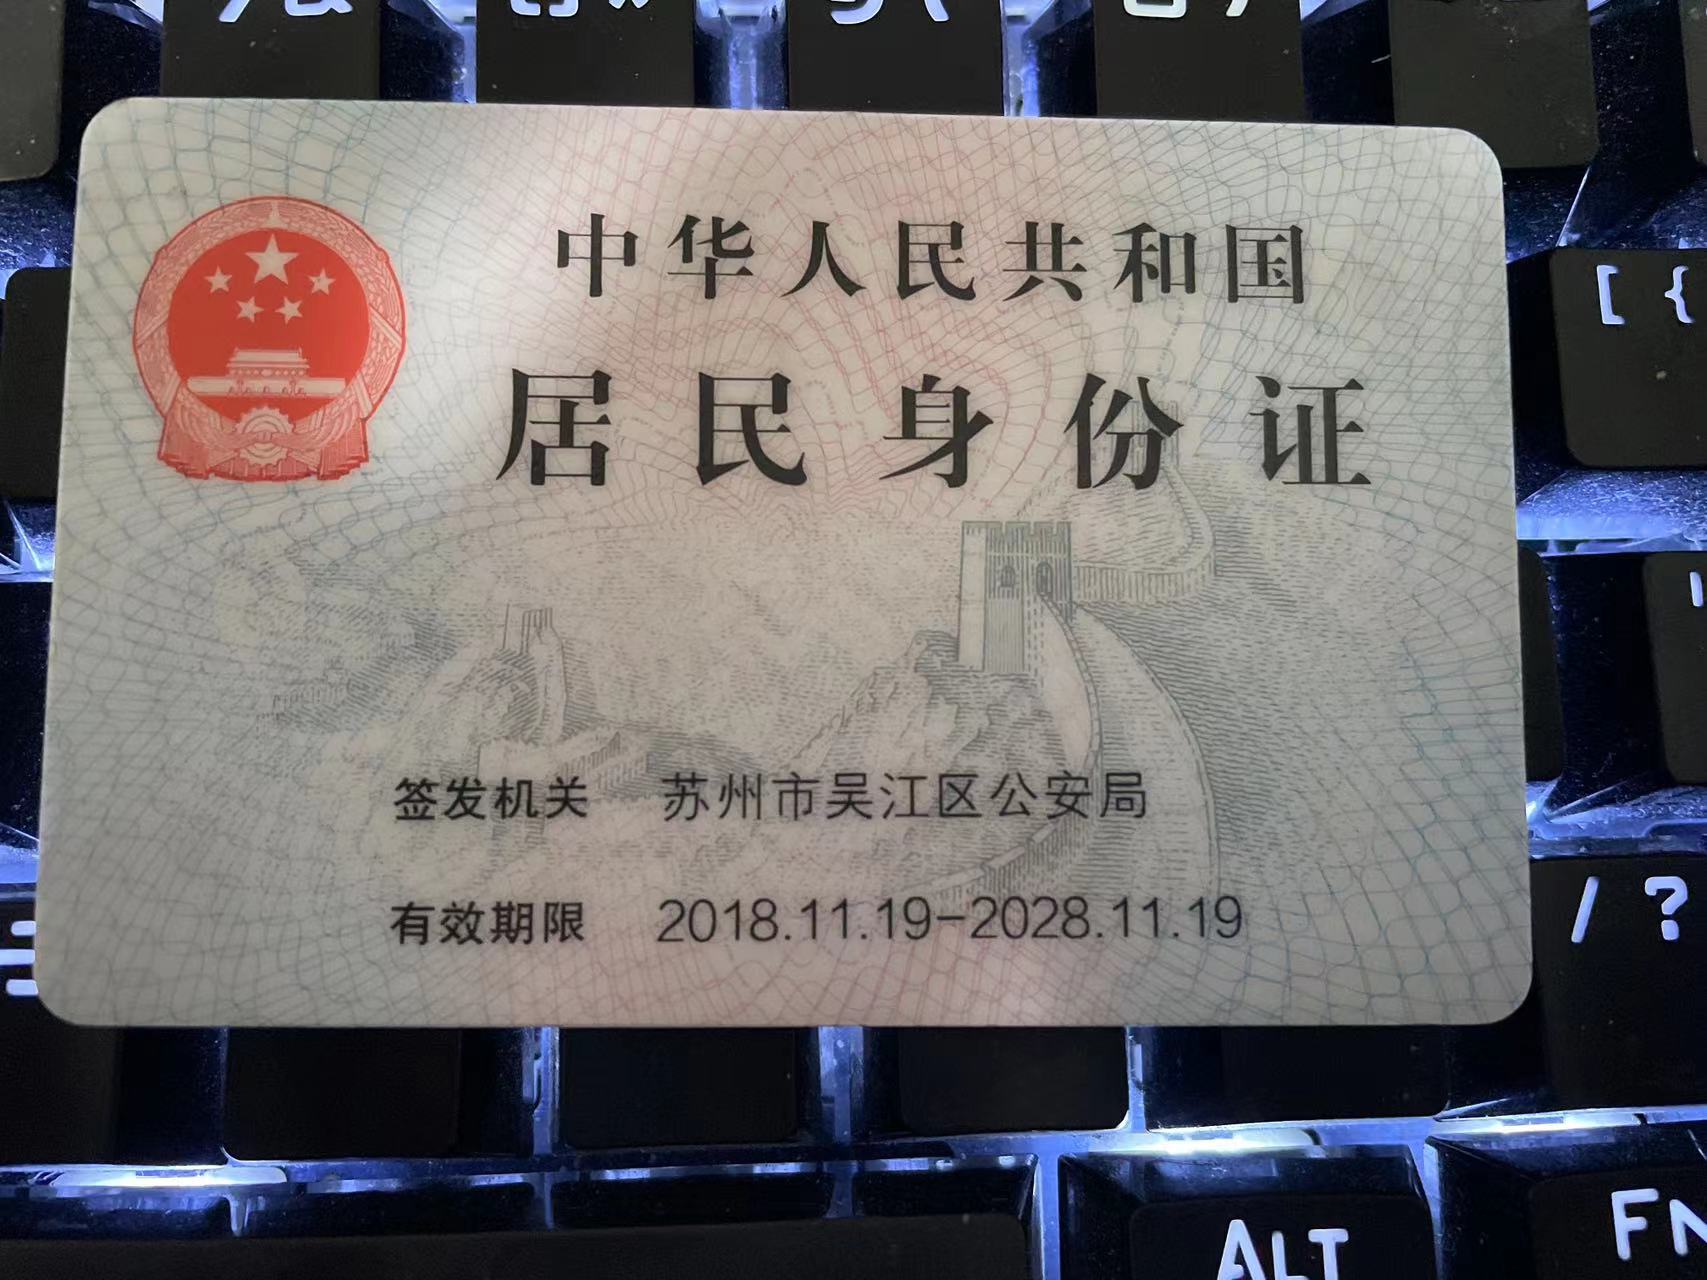 中华人民共和国
居民身份证
签发机关 苏州市吴江区公安局
有效期限 2018.11.19-2028.11.19
[ {
/ ?
ALT
FN